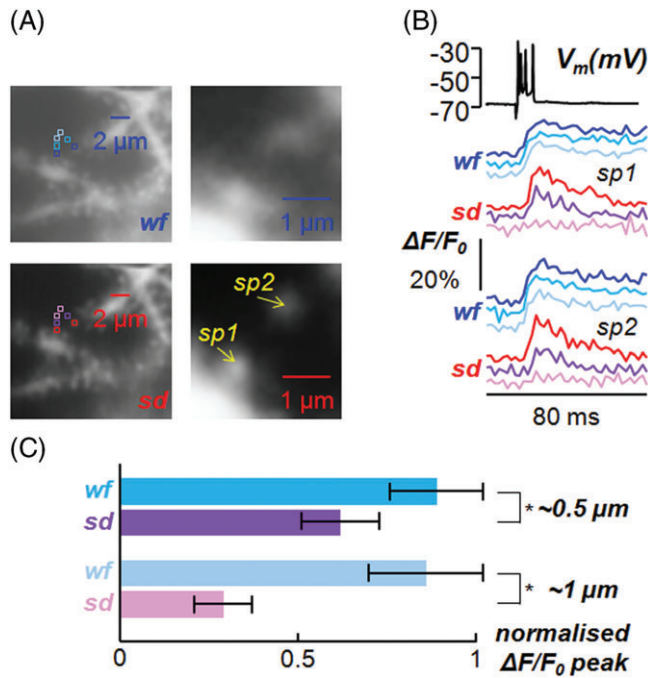 (A)
2 µm
wf
1 µm
2 µm
sd
sp2
sp1
1 µm
(B)
-30
-50
-70
Vm(mV)
wf
sp1
sd
ΔF/F0
20%
wf
sp2
sd
80 ms
(C)
wf
sd
* ~0.5 µm
wf
sd
* ~1 µm
0
0.5
1
normalised
ΔF/F0 peak